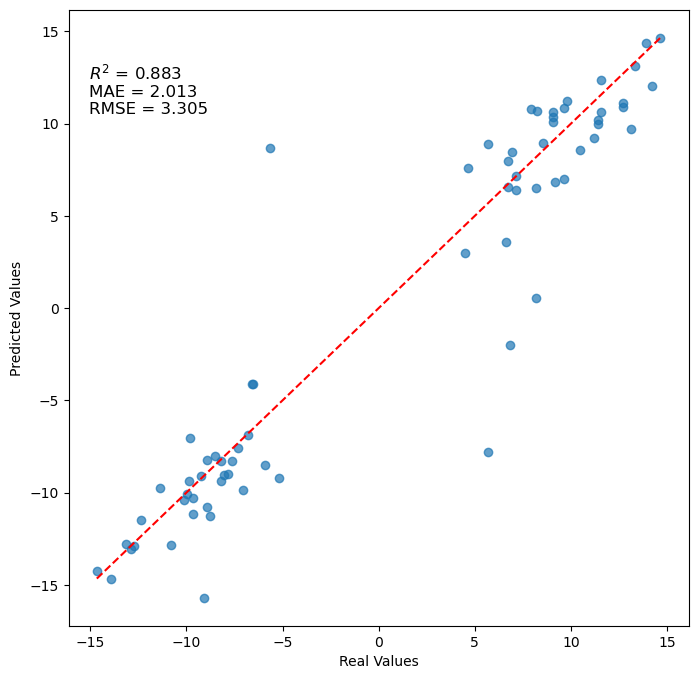 R² = 0.883
MAE = 2.013
RMSE = 3.305
15
10
5
0
−5
−10
−15
Predicted Values
−15 −10 −5 0 5 10 15
Real Values